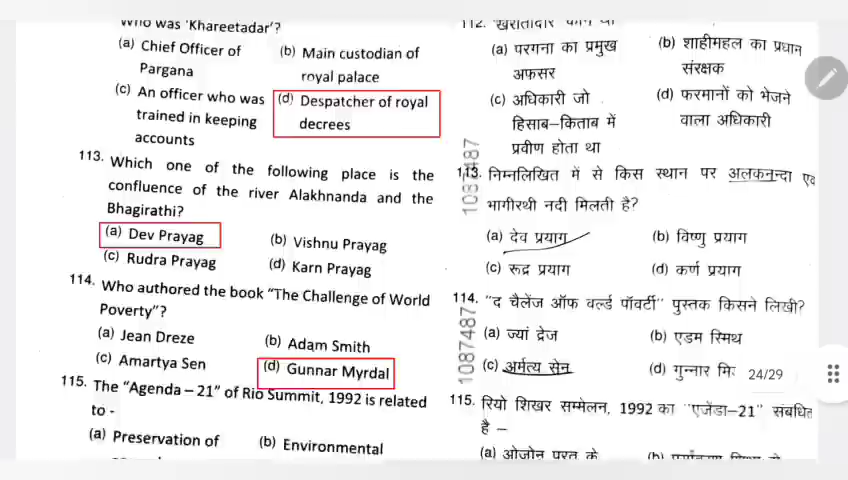 Who was 'Khareetadar'?
(a) Chief Officer of
Pargana
(b) Main custodian of
royal palace
(c) An officer who was
trained in keeping
accounts
(d) Despatcher of royal
decrees
113. Which one of the following place is the
confluence of the river Alakhnanda and the
Bhagirathi?
(a) Dev Prayag
(b) Vishnu Prayag
(c) Rudra Prayag
(d) Karn Prayag
114. Who authored the book "The Challenge of World
Poverty"?
(a) Jean Dreze
(b) Adam Smith
(c) Amartya Sen
(d) Gunnar Myrdal
115. The "Agenda – 21" of Rio Summit, 1992 is related
to -
(a) Preservation of
(b) Environmental
112.
(a) परगना का प्रमुख
अफसर
(b) शाहीमहल का प्रधान
संरक्षक
(c) अधिकारी जो
हिसाब–किताब में
प्रवीण होता था
(d) फरमानों को भेजने
वाला अधिकारी
113. निम्नलिखित में से किस स्थान पर अलकनन्दा एव
भागीरथी नदी मिलती है?
(a) देव प्रयाग
(b) विष्णु प्रयाग
(c) रूद्र प्रयाग
(d) कर्ण प्रयाग
114. "द चैलेंज ऑफ वर्ल्ड पॉवर्टी" पुस्तक किसने लिखी?
(a) ज्यां द्रेज
(b) एडम स्मिथ
(c) अर्मत्य सेन
(d) गुन्नार
24/29
115. रियो शिखर सम्मेलन, 1992 का "एजेंडा–21" संबधित
है –
(a) ओजोन परत के
1087487
1087487